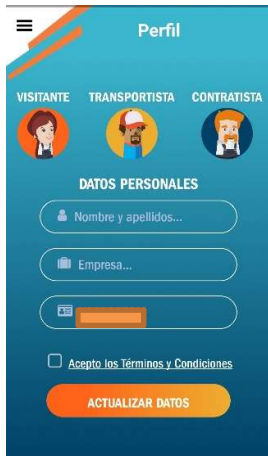 Perfil
VISITANTE TRANSPORTISTA CONTRATISTA
DATOS PERSONALES
Nombre y apellidos...
Empresa...
Acepto los Términos y Condiciones
ACTUALIZAR DATOS